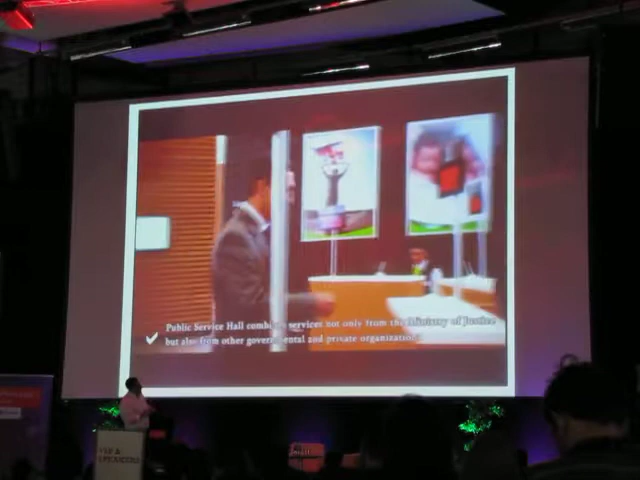 Public Service Hall combines services not only from the Ministry of Justice
but also from other governmental and private organizations